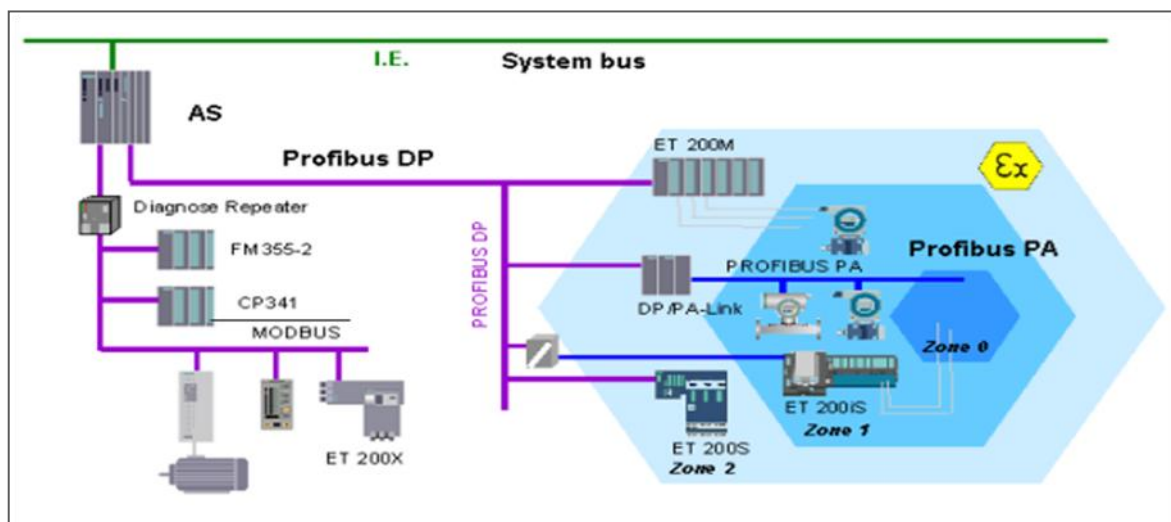 I.E.
System bus
AS
Profibus DP
ET 200M
Ɛx
Diagnose Repeater
FM355-2
PROFIBUS DP
Profibus PA
PROFIBUS PA
CP341
DP/PA-Link
MODBUS
Zone 0
ET 200iS
Zone 1
ET 200X
ET 200S
Zone 2